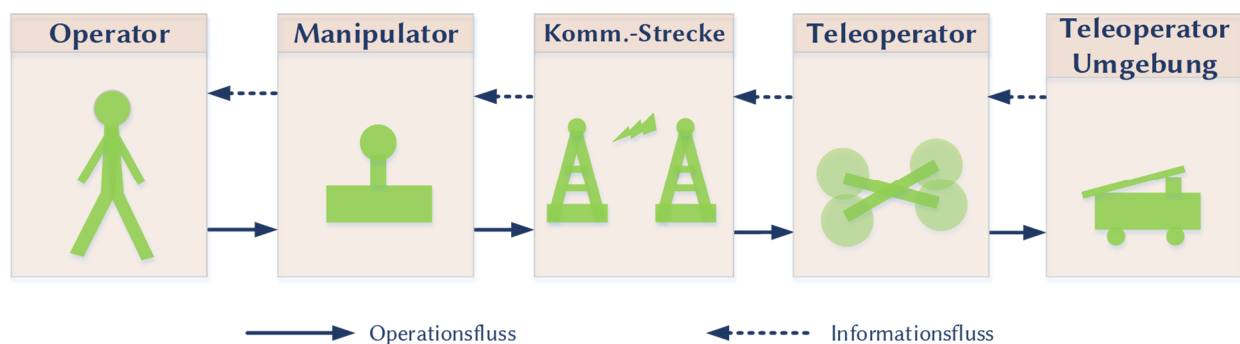 Operator
Manipulator
Komm.-Strecke
Teleoperator
Teleoperator
Umgebung
Operationsfluss
Informationsfluss